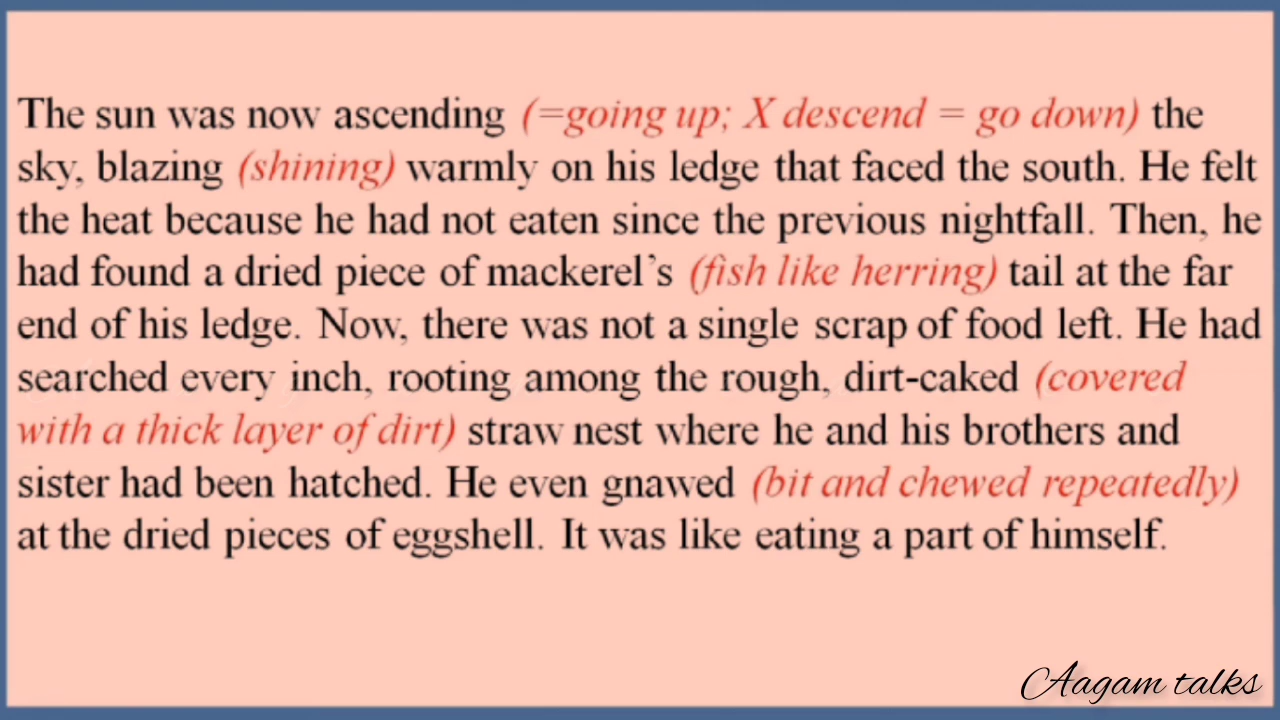 The sun was now ascending (=going up; X descend = go down) the
sky, blazing (shining) warmly on his ledge that faced the south. He felt
the heat because he had not eaten since the previous nightfall. Then, he
had found a dried piece of mackerel’s (fish like herring) tail at the far
end of his ledge. Now, there was not a single scrap of food left. He had
searched every inch, rooting among the rough, dirt-caked (covered
with a thick layer of dirt) straw nest where he and his brothers and
sister had been hatched. He even gnawed (bit and chewed repeatedly)
at the dried pieces of eggshell. It was like eating a part of himself.
Aagam talks